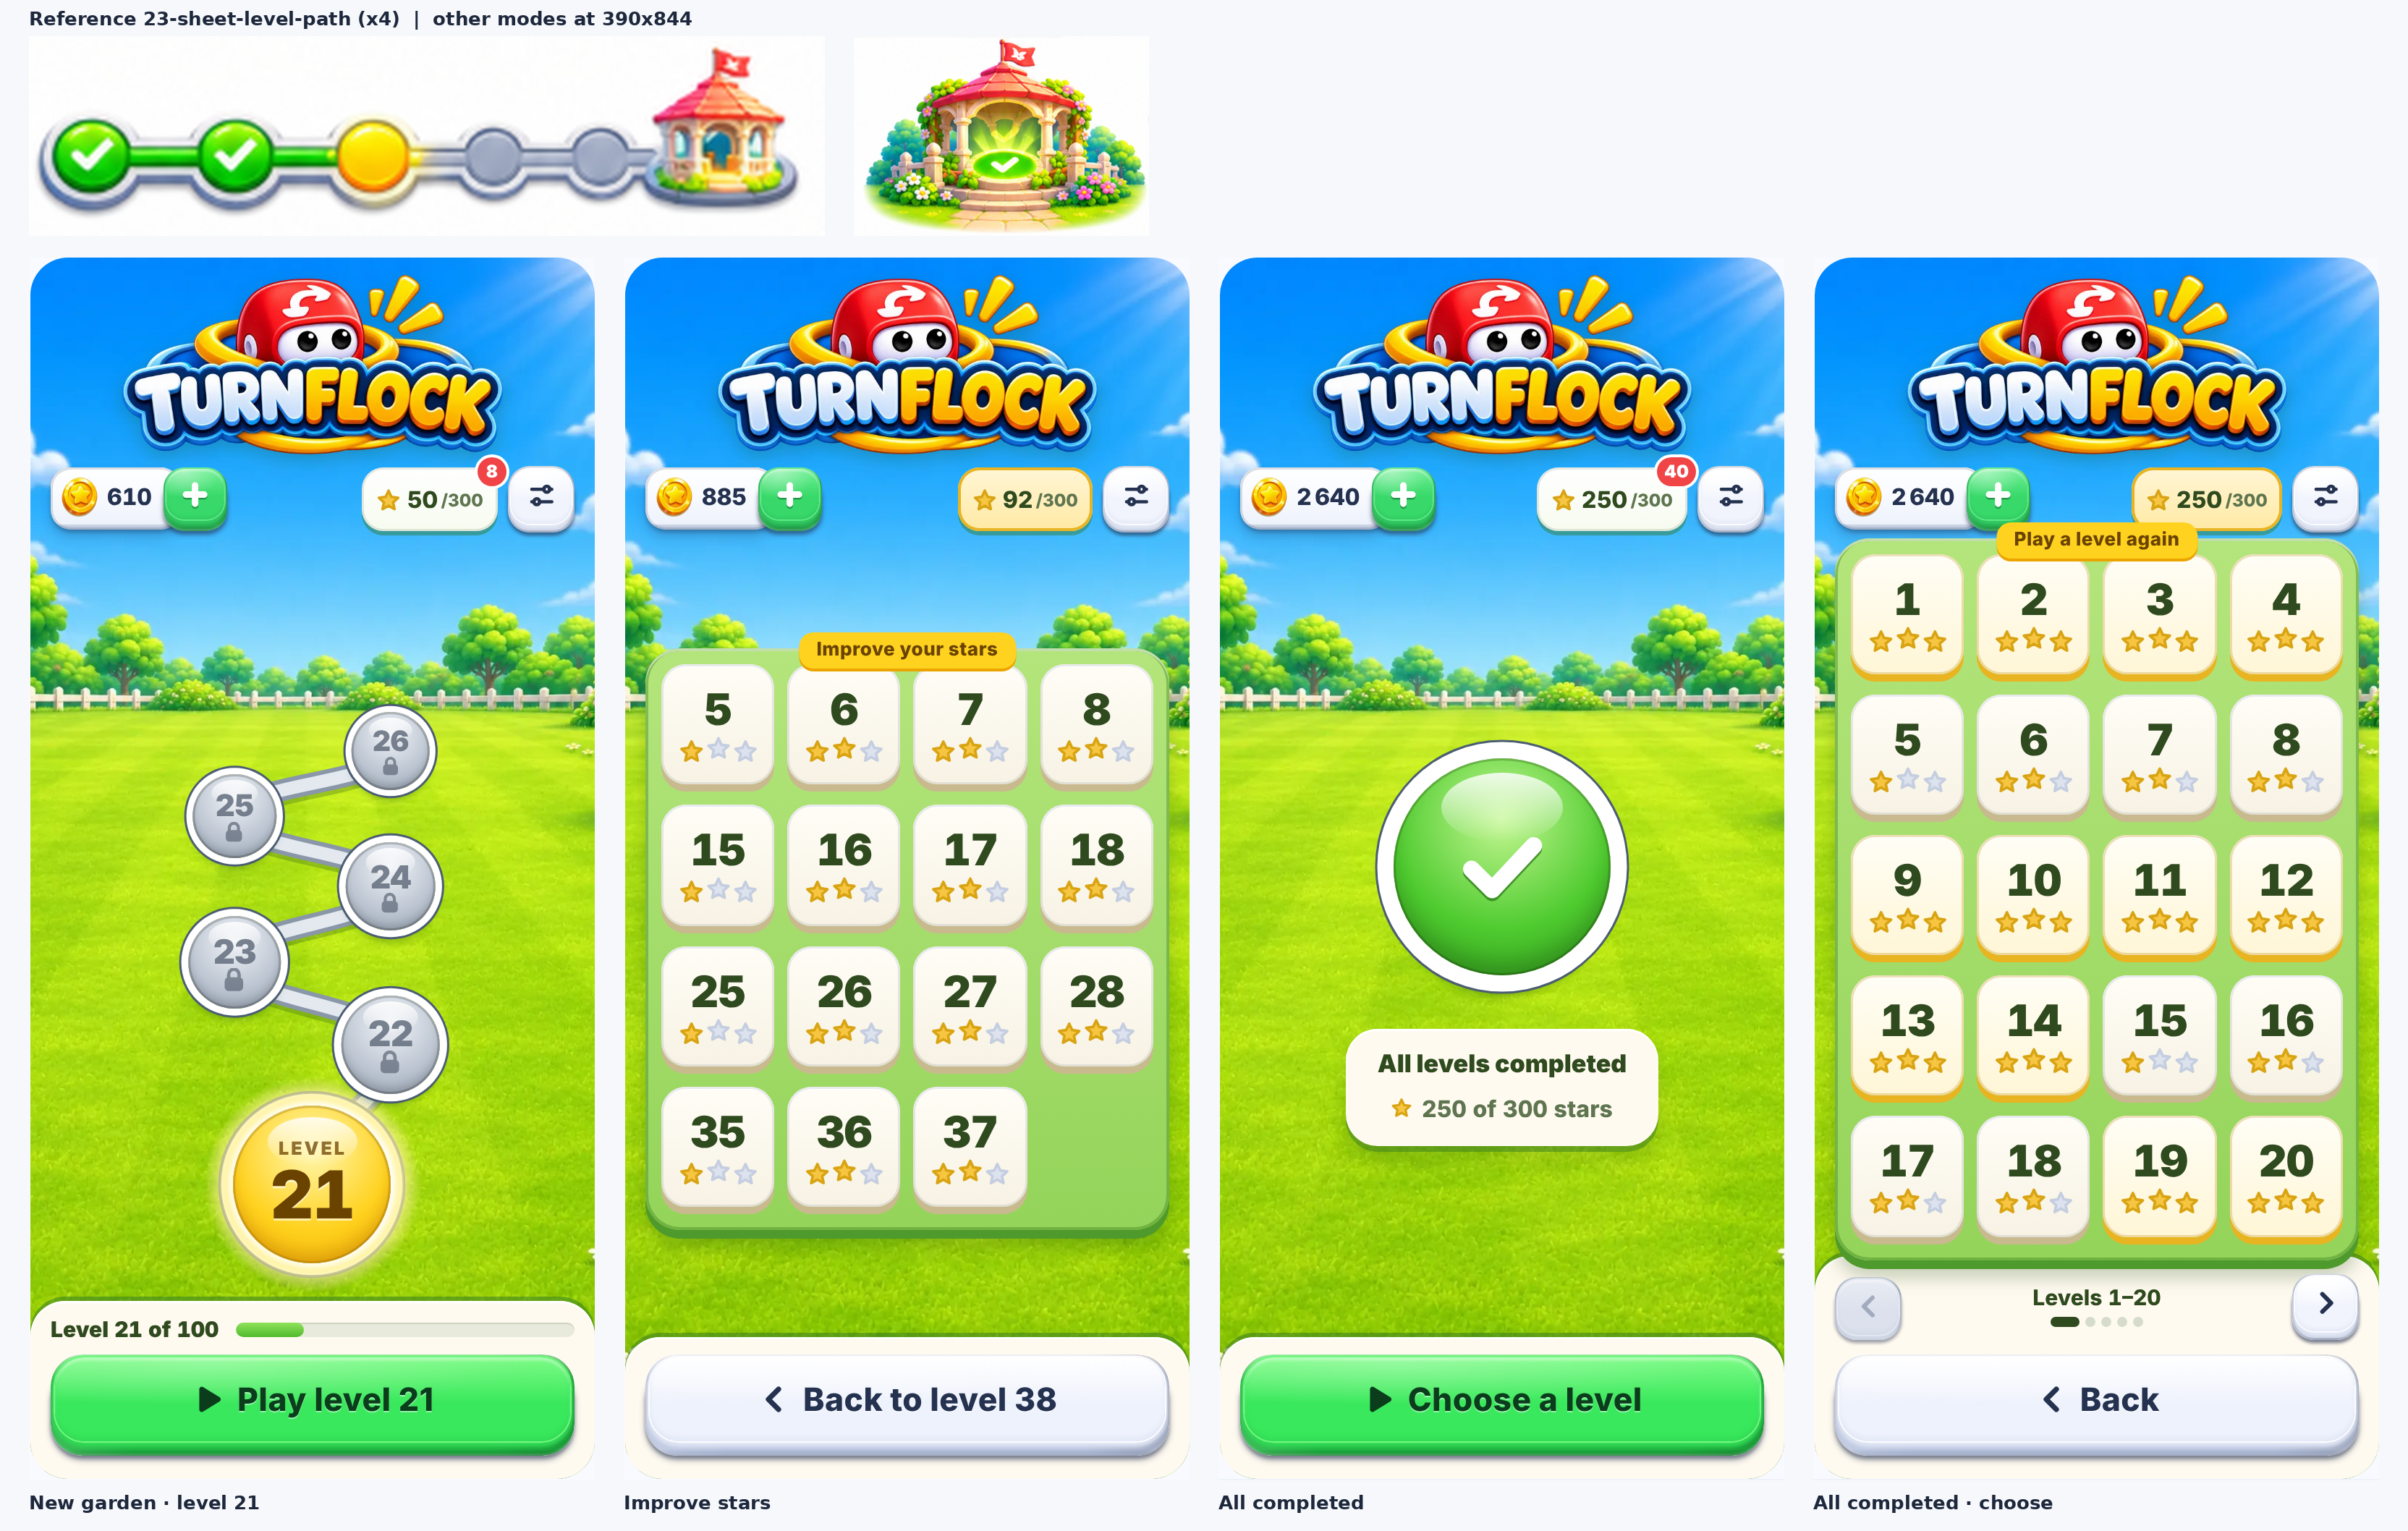 Reference 23-sheet-level-path (x4) | other modes at 390x844
TURNFLOCK
610
8
50/300
26
25
24
23
22
LEVEL
21
Level 21 of 100
Play level 21
New garden · level 21
TURNFLOCK
885
92/300
Improve your stars
5 6 7 8
15 16 17 18
25 26 27 28
35 36 37
Back to level 38
Improve stars
TURNFLOCK
2 640
40
250/300
All levels completed
250 of 300 stars
Choose a level
All completed
TURNFLOCK
2 640
250/300
Play a level again
1 2 3 4
5 6 7 8
9 10 11 12
13 14 15 16
17 18 19 20
Levels 1–20
Back
All completed · choose